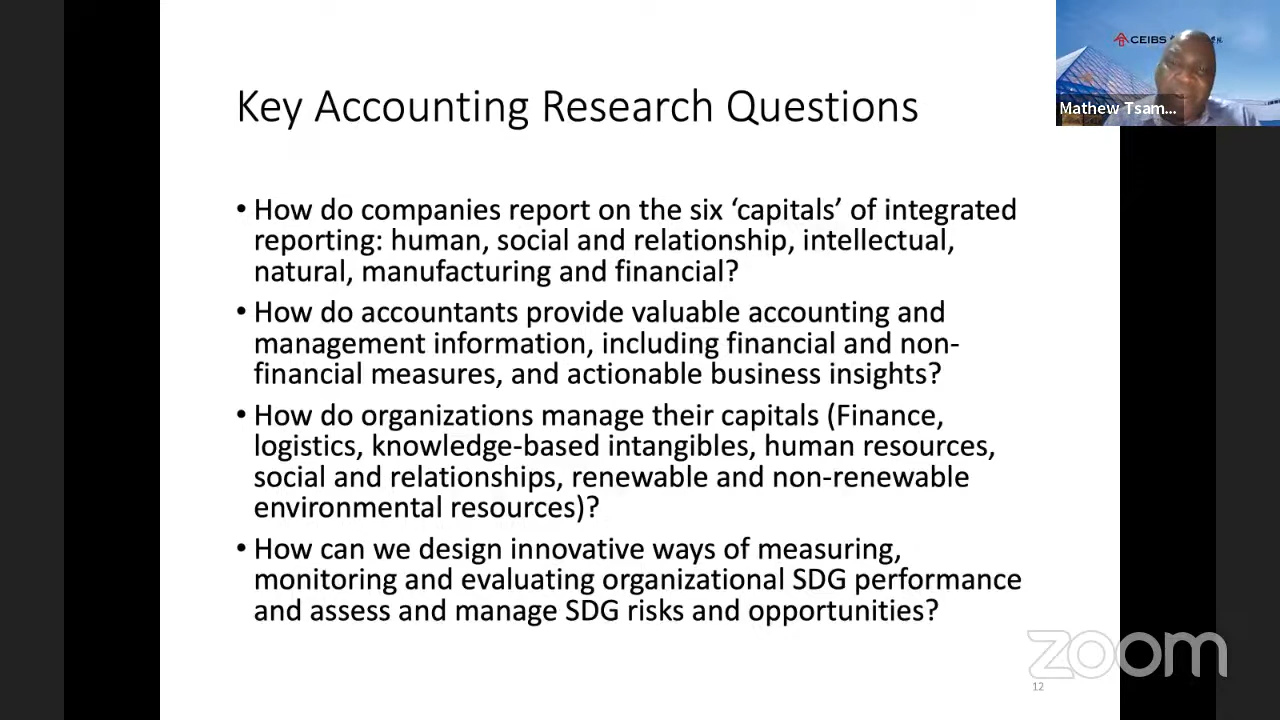 Key Accounting Research Questions
• How do companies report on the six ‘capitals’ of integrated
reporting: human, social and relationship, intellectual,
natural, manufacturing and financial?
• How do accountants provide valuable accounting and
management information, including financial and non-
financial measures, and actionable business insights?
• How do organizations manage their capitals (Finance,
logistics, knowledge-based intangibles, human resources,
social and relationships, renewable and non-renewable
environmental resources)?
• How can we design innovative ways of measuring,
monitoring and evaluating organizational SDG performance
and assess and manage SDG risks and opportunities?
12
CEIBS
Mathew Tsam...
zoom